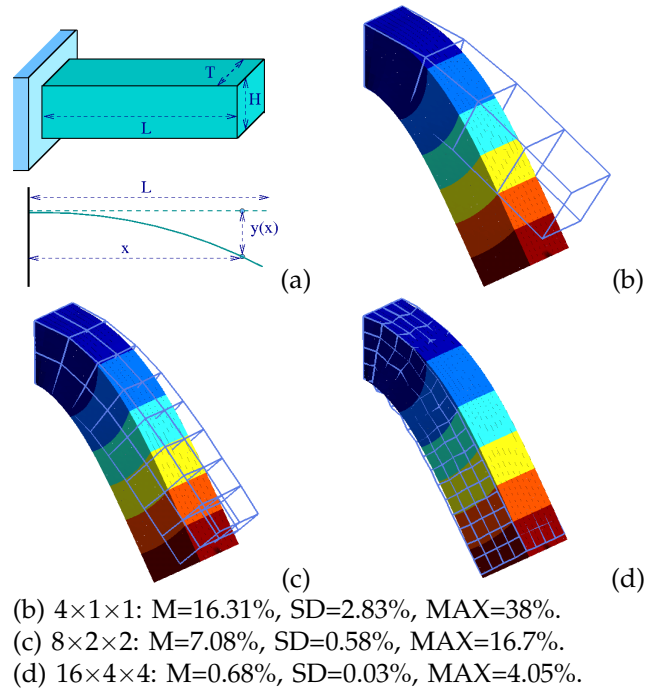 T
H
L
L
y(x)
x
(a)
(b)
(c)
(d)
(b) 4×1×1: M=16.31%, SD=2.83%, MAX=38%.
(c) 8×2×2: M=7.08%, SD=0.58%, MAX=16.7%.
(d) 16×4×4: M=0.68%, SD=0.03%, MAX=4.05%.